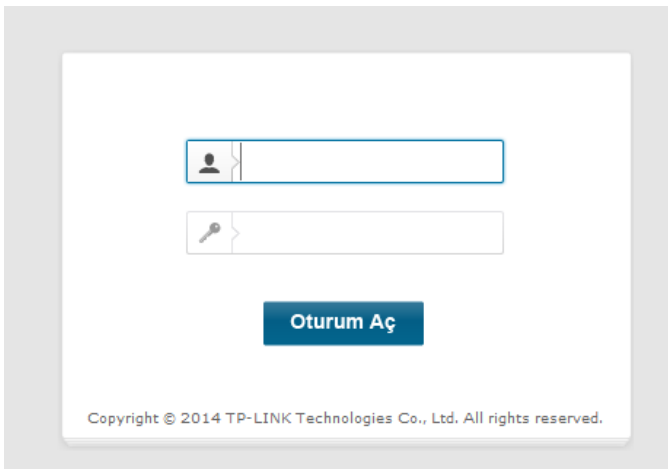 Oturum Aç
Copyright © 2014 TP-LINK Technologies Co., Ltd. All rights reserved.